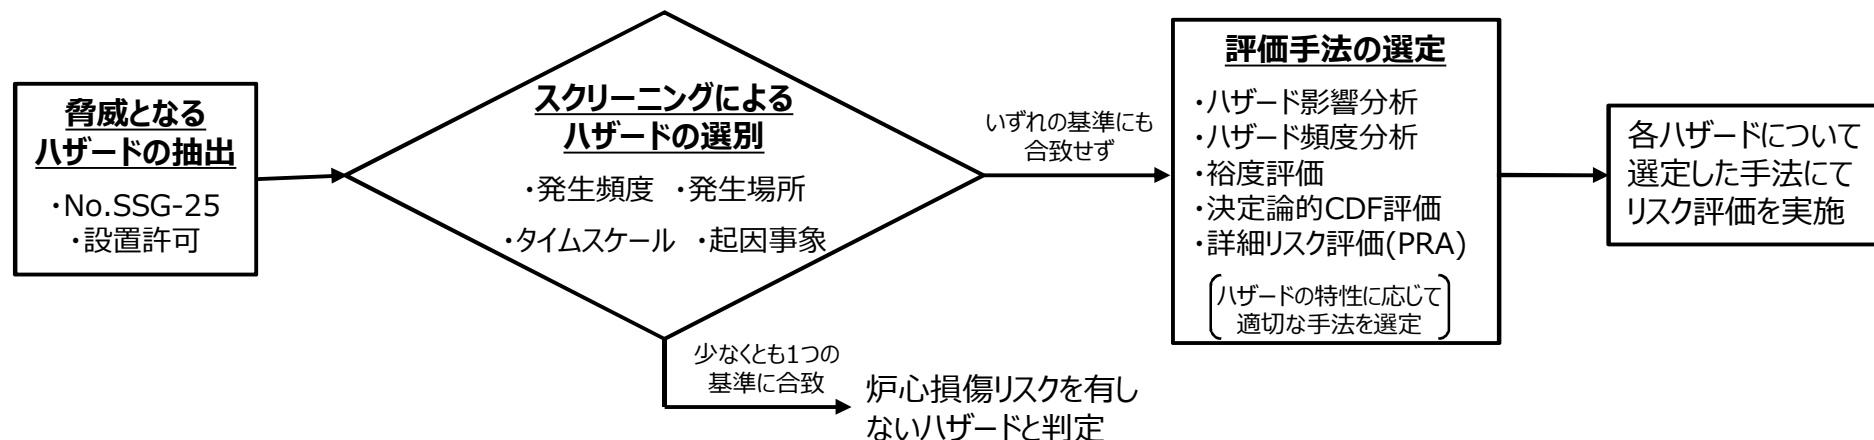 脅威となる
ハザードの抽出
・No.SSG-25
・設置許可
スクリーニングによる
ハザードの選別
・発生頻度 ・発生場所
・タイムスケール ・起因事象
いずれの基準にも
合致せず
少なくとも1つの
基準に合致
炉心損傷リスクを有し
ないハザードと判定
評価手法の選定
・ハザード影響分析
・ハザード頻度分析
・裕度評価
・決定論的CDF評価
・詳細リスク評価(PRA)
ハザードの特性に応じて
適切な手法を選定
各ハザードについて
選定した手法にて
リスク評価を実施